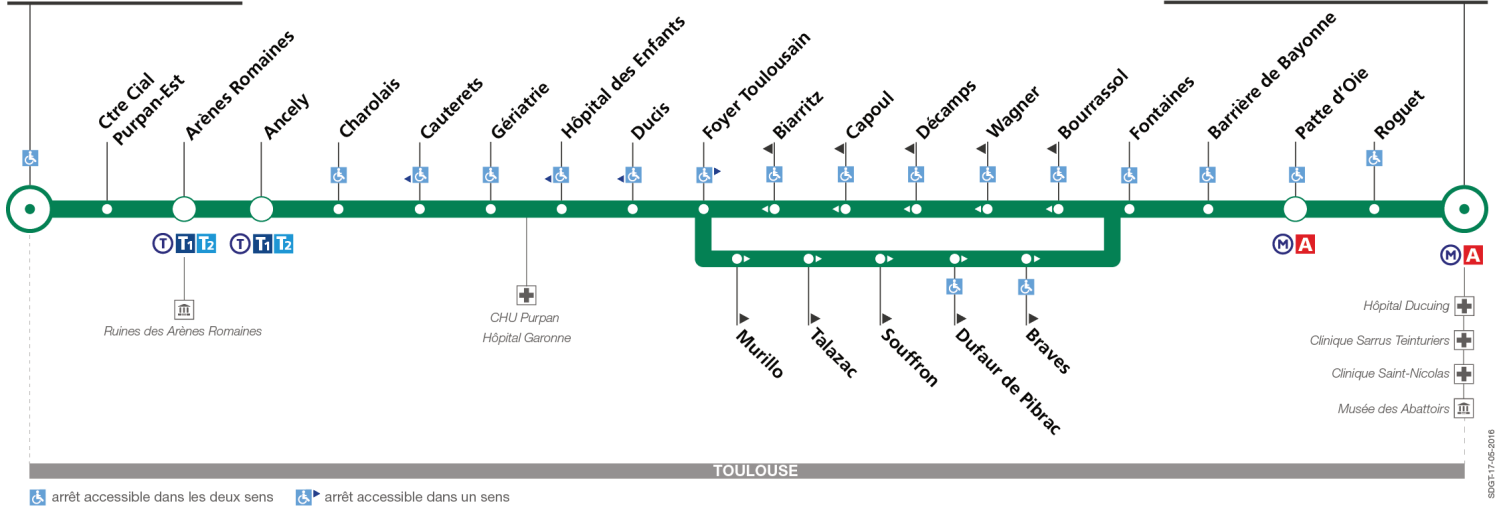 Ctre Cial
Purpan-Est
Arènes Romaines
Ancely
Charolais
Cauterets
Gériatrie
Hôpital des Enfants
Ducis
Foyer Toulousain
Biarritz
Capoul
Décamps
Wagner
Bourrassol
Fontaines
Barrière de Bayonne
Patte d'Oie
Roguet
T T1 T2
T T1 T2
M A
M A
Ruines des Arènes Romaines
CHU Purpan
Hôpital Garonne
Murillo
Talazac
Souffron
Dufaur de Pibrac
Braves
Hôpital Ducuing
Clinique Sarrus Teinturiers
Clinique Saint-Nicolas
Musée des Abattoirs
TOULOUSE
arrêt accessible dans les deux sens
arrêt accessible dans un sens
SDGT-17-05-2016